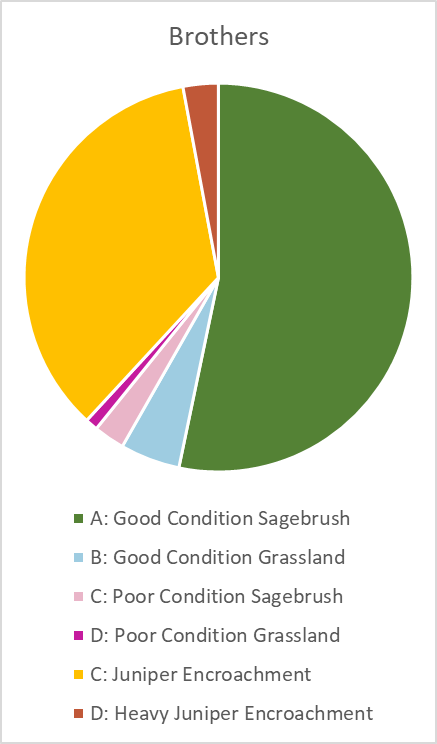 Brothers
A: Good Condition Sagebrush
B: Good Condition Grassland
C: Poor Condition Sagebrush
D: Poor Condition Grassland
C: Juniper Encroachment
D: Heavy Juniper Encroachment